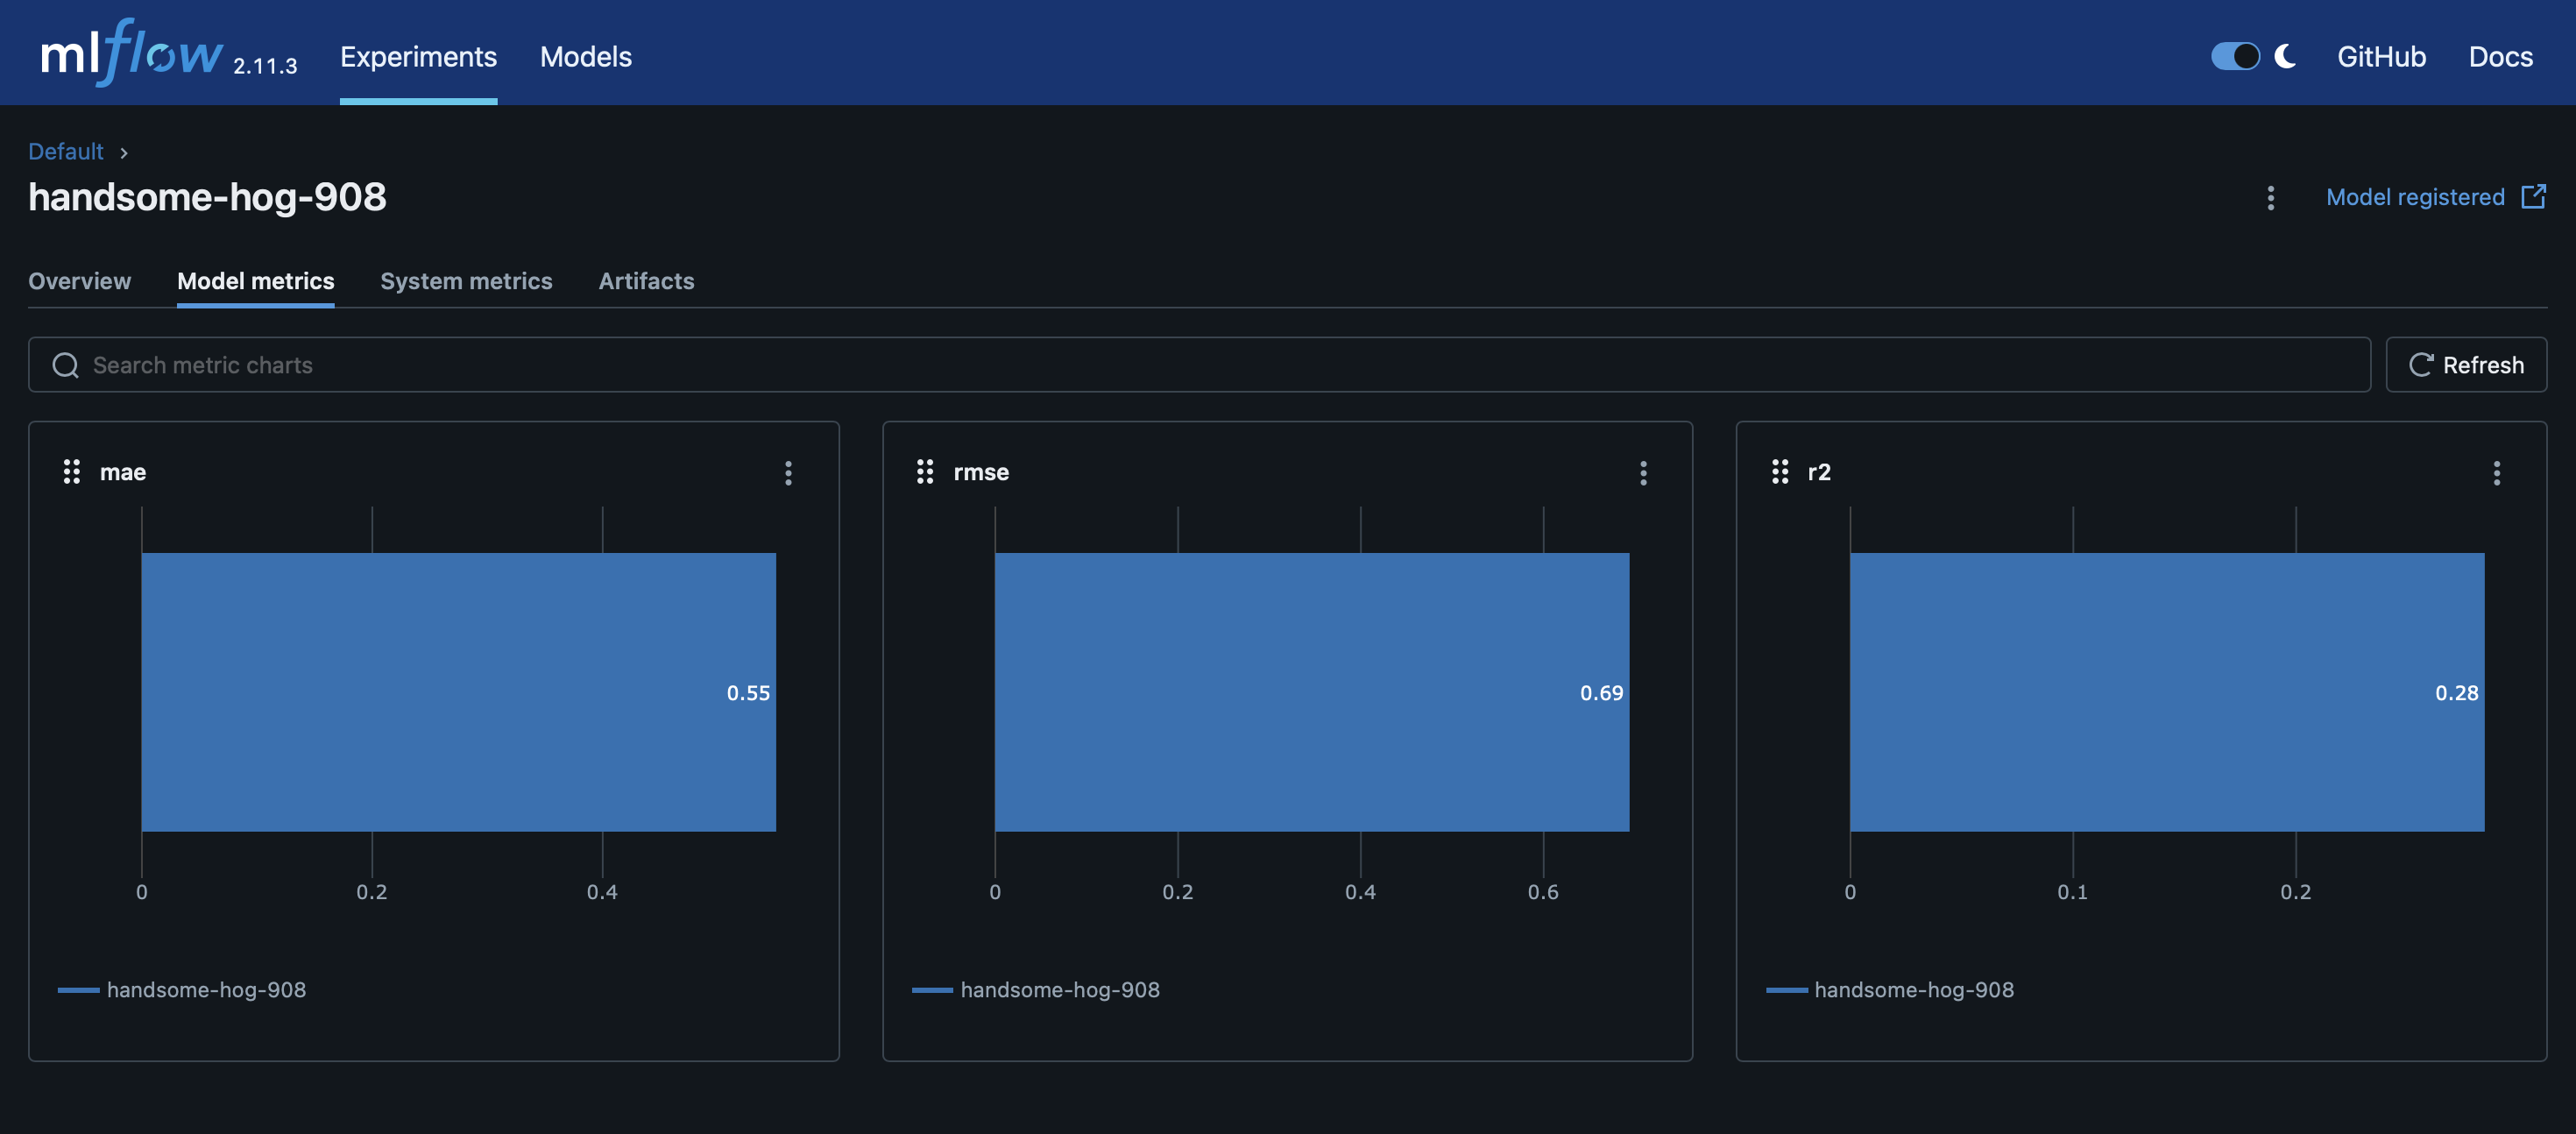 mlflow 2.11.3 Experiments Models GitHub Docs
Default
handsome-hog-908
Model registered
Overview Model metrics System metrics Artifacts
Search metric charts
Refresh
mae
0.55
0 0.2 0.4
handsome-hog-908
rmse
0.69
0 0.2 0.4 0.6
handsome-hog-908
r2
0.28
0 0.1 0.2
handsome-hog-908